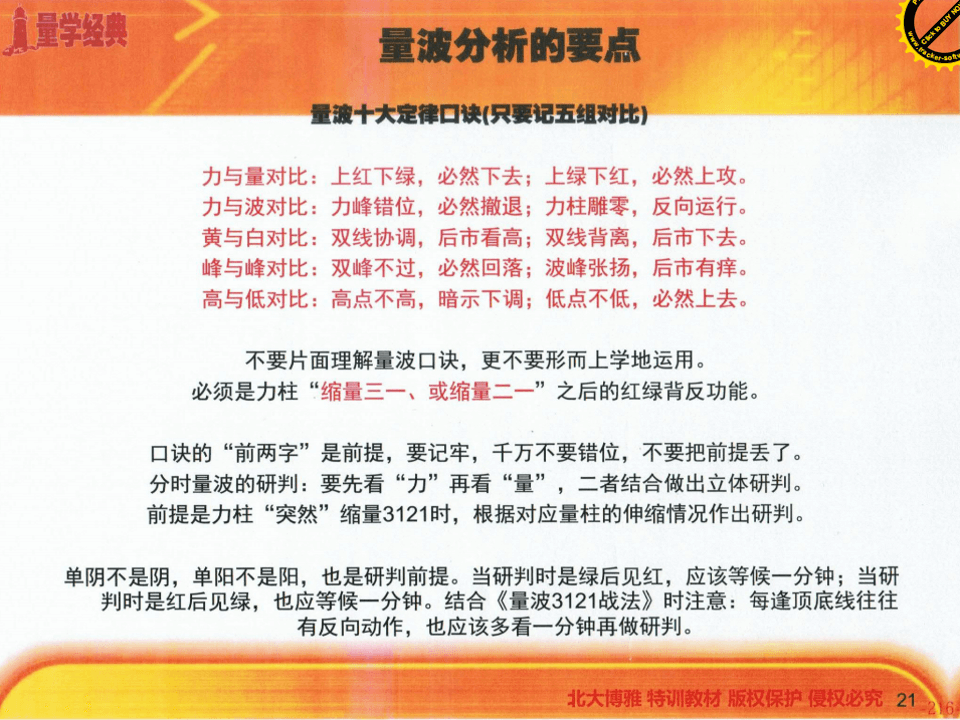 量学经典
Click to BUY NOW
www.tracker-softw
量波分析的要点
量波十大定律口诀(只要记五组对比)
力与量对比：上红下绿，必然下去；上绿下红，必然上攻。
力与波对比：力峰错位，必然撤退；力柱雕零，反向运行。
黄与白对比：双线协调，后市看高；双线背离，后市下去。
峰与峰对比：双峰不过，必然回落；波峰张扬，后市有痒。
高与低对比：高点不高，暗示下调；低点不低，必然上去。
不要片面理解量波口诀，更不要形而上学地运用。
必须是力柱“缩量三一、或缩量二一”之后的红绿背反功能。
口诀的“前两字”是前提，要记牢，千万不要错位，不要把前提丢了。
分时量波的研判：要先看“力”再看“量”，二者结合做出立体研判。
前提是力柱“突然”缩量3121时，根据对应量柱的伸缩情况作出研判。
单阴不是阴，单阳不是阳，也是研判前提。当研判时是绿后见红，应该等候一分钟；当研
判时是红后见绿，也应等候一分钟。结合《量波3121战法》时注意：每逢顶底线往往
有反向动作，也应该多看一分钟再做研判。
北大博雅 特训教材 版权保护 侵权必究 21
-216-